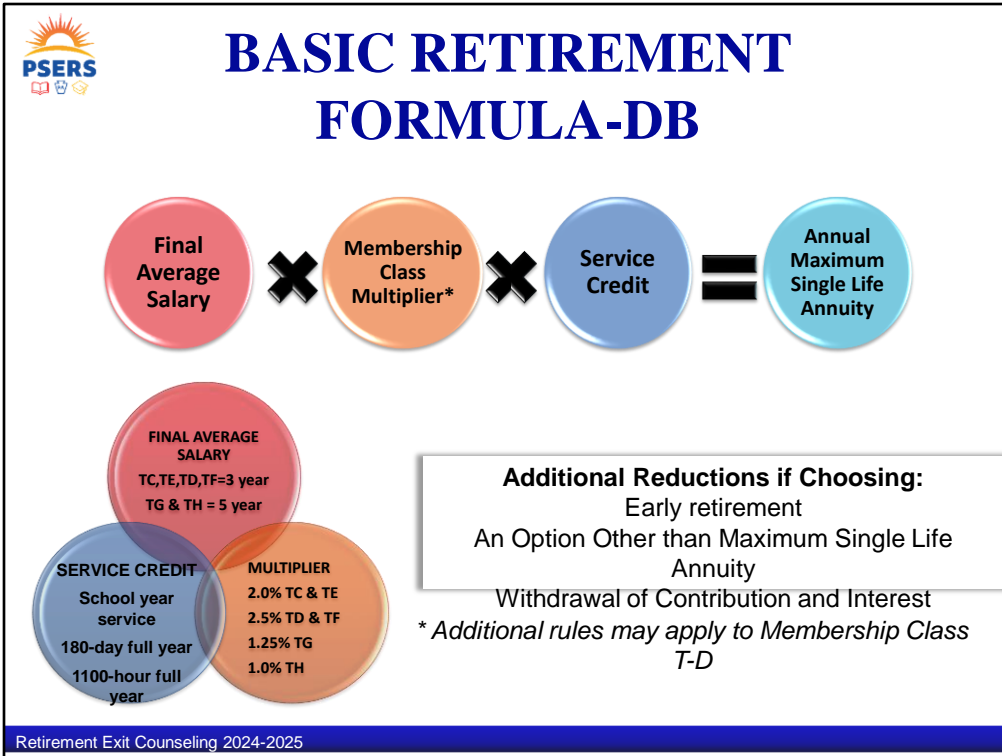 PSERS
BASIC RETIREMENT
FORMULA-DB
Final
Average
Salary
Membership
Class
Multiplier*
Service
Credit
Annual
Maximum
Single Life
Annuity
FINAL AVERAGE
SALARY
TC,TE,TD,TF=3 year
TG & TH = 5 year
SERVICE CREDIT
School year
service
180-day full year
1100-hour full
year
MULTIPLIER
2.0% TC & TE
2.5% TD & TF
1.25% TG
1.0% TH
Additional Reductions if Choosing:
Early retirement
An Option Other than Maximum Single Life
Annuity
Withdrawal of Contribution and Interest
* Additional rules may apply to Membership Class
T-D
Retirement Exit Counseling 2024-2025